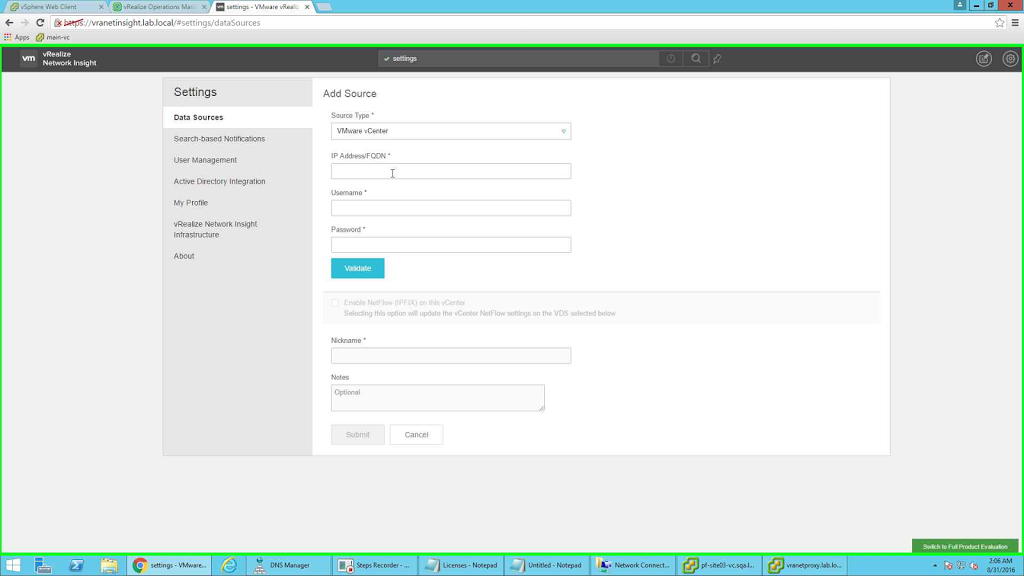 vSphere Web Client
vRealize Operations Man
settings - VMware vReali
https://vranetinsight.lab.local/#settings/dataSources
Apps
main-vc
vm
vRealize
Network Insight
settings
Settings
Data Sources
Search-based Notifications
User Management
Active Directory Integration
My Profile
vRealize Network Insight
Infrastructure
About
Add Source
Source Type *
VMware vCenter
IP Address/FQDN *
Username *
Password *
Validate
Enable NetFlow (IPFIX) on this vCenter
Selecting this option will update the vCenter NetFlow settings on the VDS selected below
Nickname *
Notes
Optional
Submit
Cancel
Switch to Full Product Evaluation
settings - VMware...
DNS Manager
Steps Recorder - ...
Licenses - Notepad
Untitled - Notepad
Network Connect...
pf-site03-vc.sqa.l...
vranetproxy.lab.lo...
2:06 AM
8/31/2016